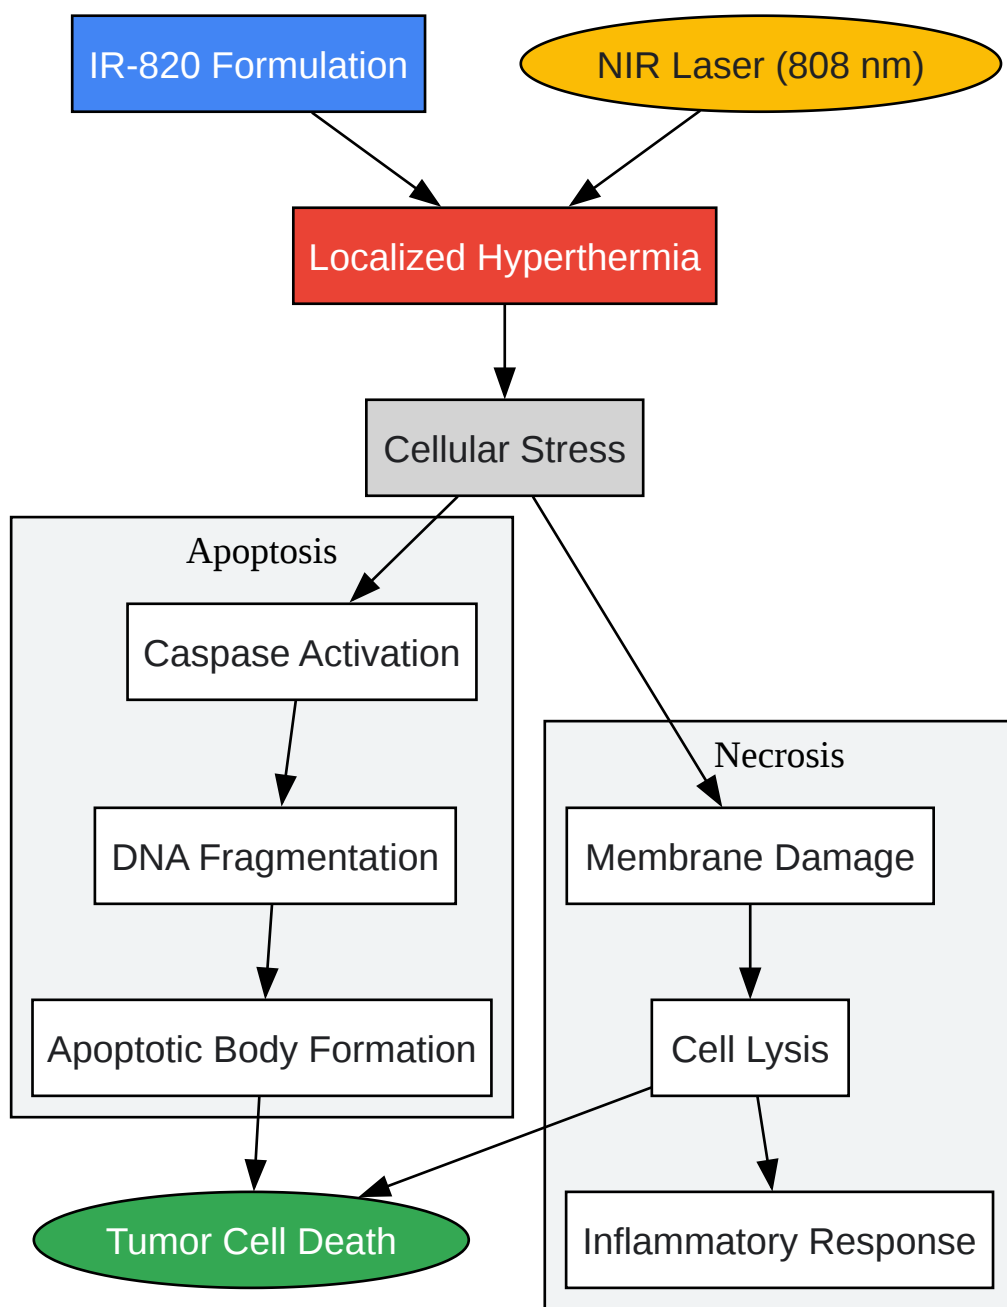 IR-820 Formulation
NIR Laser (808 nm)
Localized Hyperthermia
Cellular Stress
Apoptosis
Caspase Activation
DNA Fragmentation
Apoptotic Body Formation
Necrosis
Membrane Damage
Cell Lysis
Inflammatory Response
Tumor Cell Death